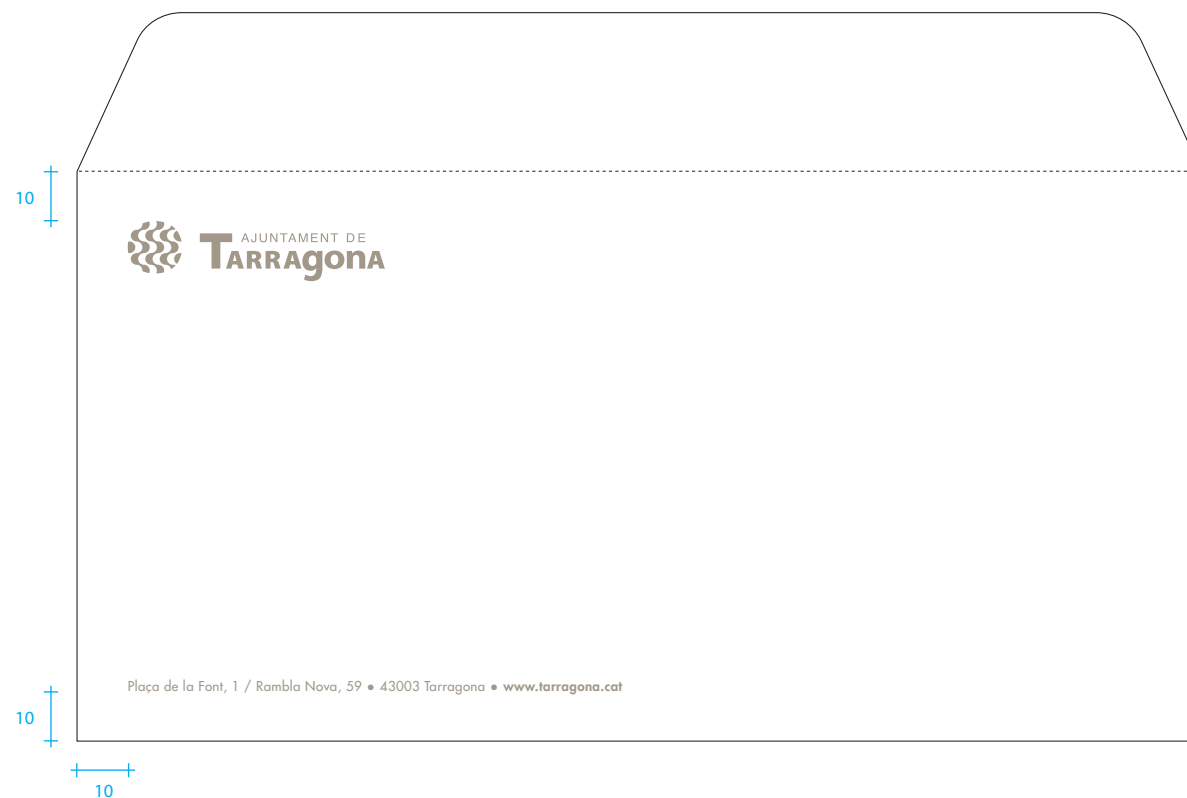 10
AJUNTAMENT DE
TARRAgonA
Plaça de la Font, 1 / Rambla Nova, 59 • 43003 Tarragona • www.tarragona.cat
10
10